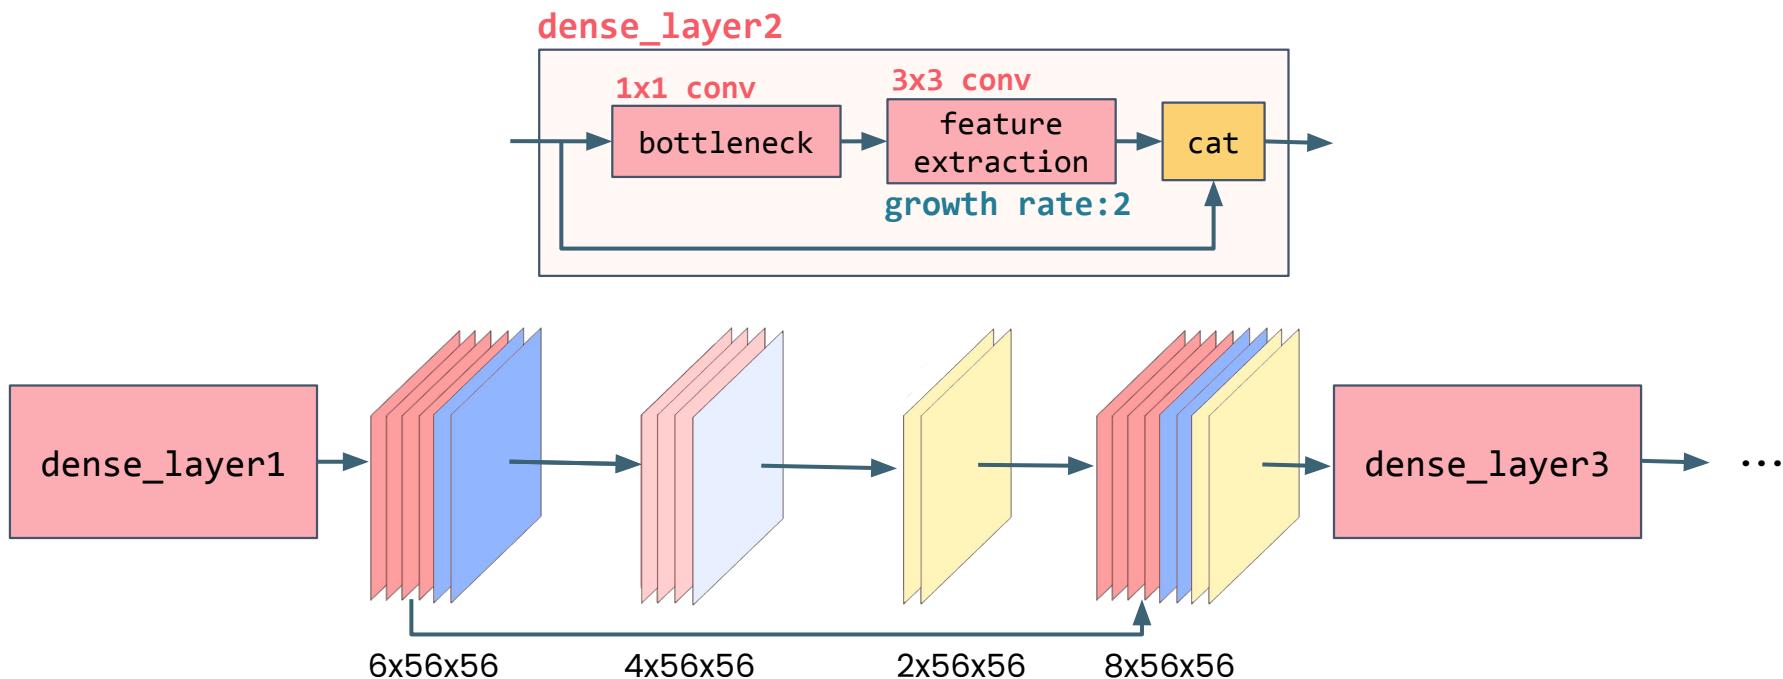 dense_layer2
1x1 conv
3x3 conv
bottleneck
feature
extraction
cat
growth rate:2
dense_layer1
dense_layer3
...
6x56x56
4x56x56
2x56x56
8x56x56